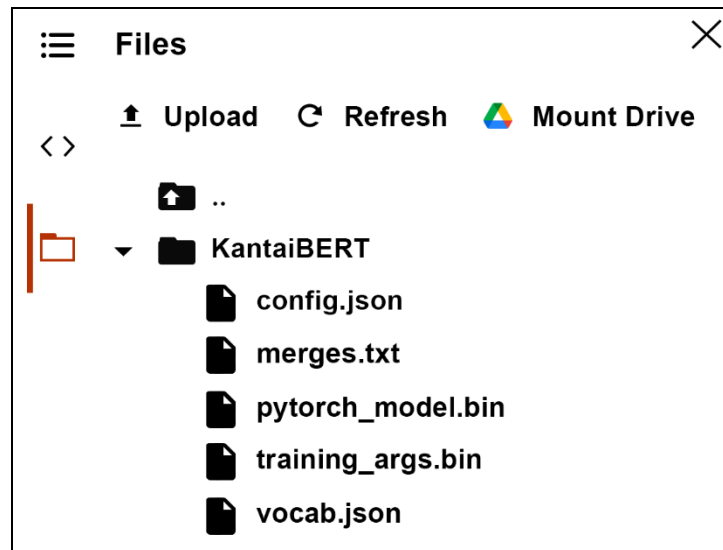 Files
Upload Refresh Mount Drive
..
KantaiBERT
config.json
merges.txt
pytorch_model.bin
training_args.bin
vocab.json